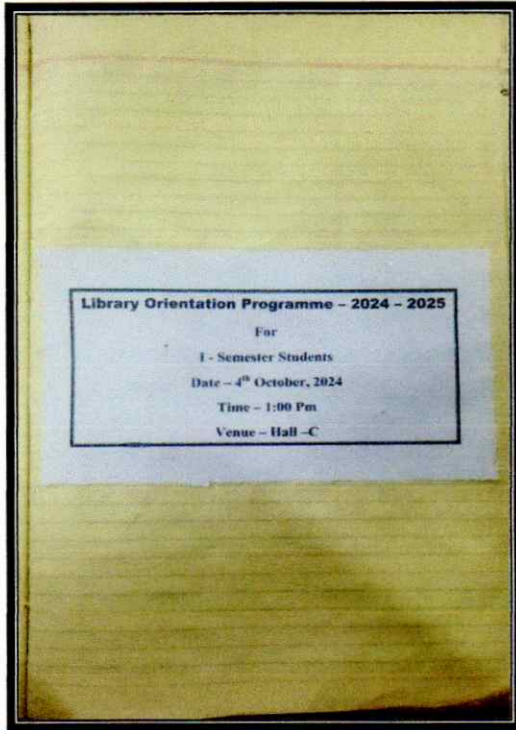 Library Orientation Programme – 2024 – 2025
For
I - Semester Students
Date – 4th October, 2024
Time – 1:00 Pm
Venue – Hall –C